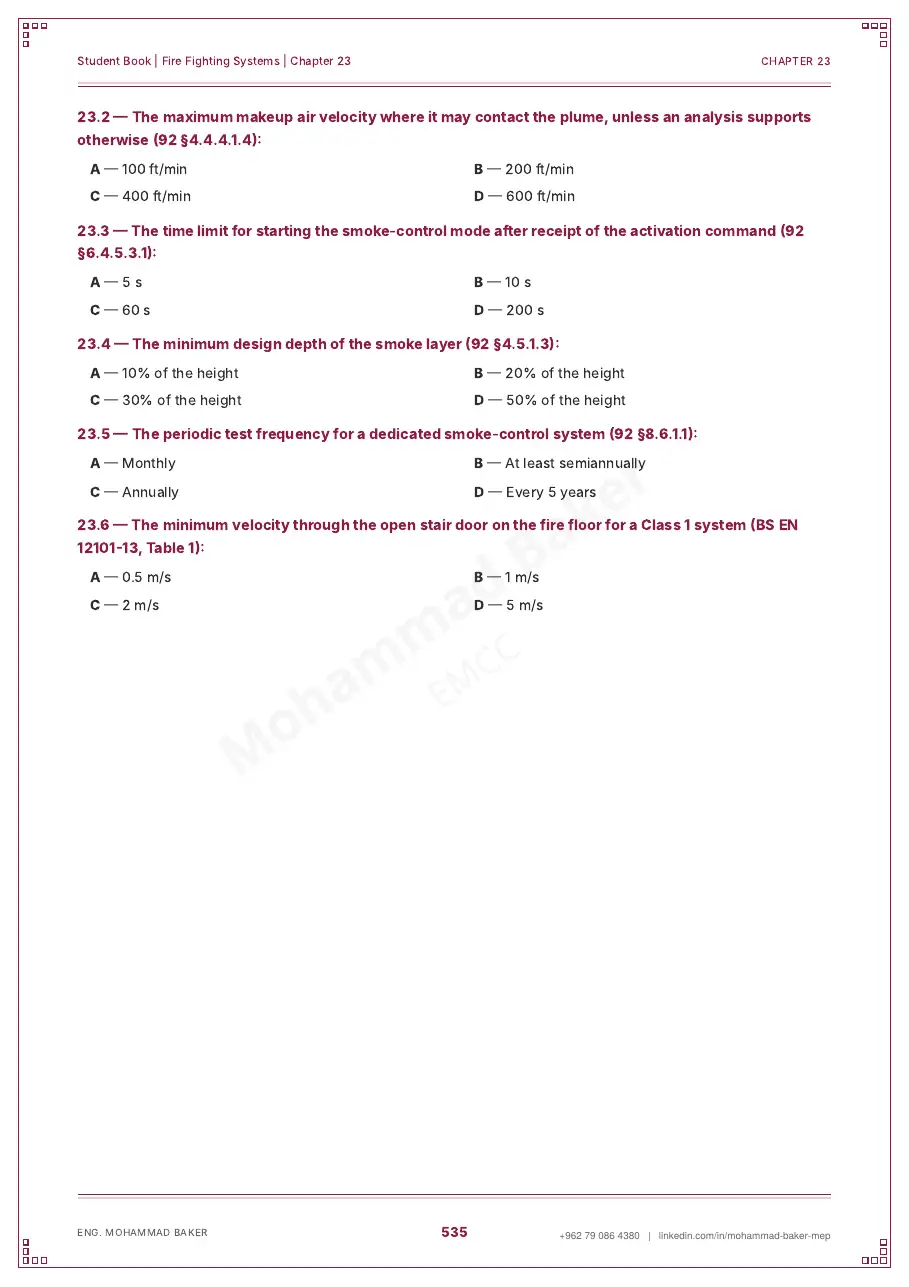 Student Book | Fire Fighting Systems | Chapter 23
CHAPTER 23
23.2 — The maximum makeup air velocity where it may contact the plume, unless an analysis supports
otherwise (92 §4.4.4.1.4):
A — 100 ft/min
B — 200 ft/min
C — 400 ft/min
D — 600 ft/min
23.3 — The time limit for starting the smoke-control mode after receipt of the activation command (92
§6.4.5.3.1):
A — 5 s
B — 10 s
C — 60 s
D — 200 s
23.4 — The minimum design depth of the smoke layer (92 §4.5.1.3):
A — 10% of the height
B — 20% of the height
C — 30% of the height
D — 50% of the height
23.5 — The periodic test frequency for a dedicated smoke-control system (92 §8.6.1.1):
A — Monthly
B — At least semiannually
C — Annually
D — Every 5 years
23.6 — The minimum velocity through the open stair door on the fire floor for a Class 1 system (BS EN
12101-13, Table 1):
A — 0.5 m/s
B — 1 m/s
C — 2 m/s
D — 5 m/s
Mohammad Baker
EMCC
ENG. MOHAMMAD BAKER
535
+962 79 086 4380 | linkedin.com/in/mohammad-baker-mep